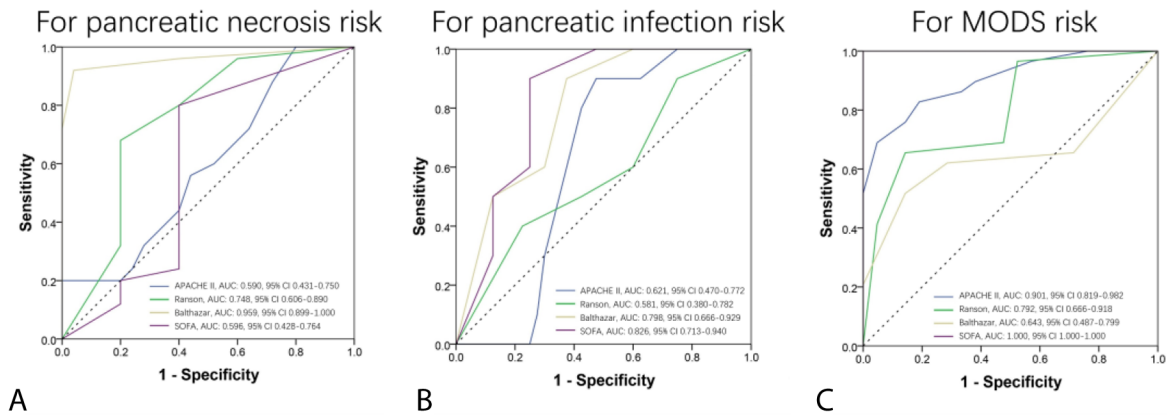 For pancreatic necrosis risk
1.0
0.8
0.6
0.4
0.2
0.0
Sensitivity
APACHE II, AUC: 0.590, 95% CI 0.431-0.750
Ranson, AUC: 0.748, 95% CI 0.606-0.890
Balthazar, AUC: 0.959, 95% CI 0.899-1.000
SOFA, AUC: 0.596, 95% CI 0.428-0.764
0.0 0.2 0.4 0.6 0.8 1.0
1 - Specificity
A
For pancreatic infection risk
1.0
0.8
0.6
0.4
0.2
0.0
Sensitivity
APACHE II, AUC: 0.621, 95% CI 0.470-0.772
Ranson, AUC: 0.581, 95% CI 0.380-0.782
Balthazar, AUC: 0.798, 95% CI 0.666-0.929
SOFA, AUC: 0.826, 95% CI 0.713-0.940
0.0 0.2 0.4 0.6 0.8 1.0
1 - Specificity
B
For MODS risk
1.0
0.8
0.6
0.4
0.2
0.0
Sensitivity
APACHE II, AUC: 0.901, 95% CI 0.819-0.982
Ranson, AUC: 0.792, 95% CI 0.666-0.918
Balthazar, AUC: 0.643, 95% CI 0.487-0.799
SOFA, AUC: 1.000, 95% CI 1.000-1.000
0.0 0.2 0.4 0.6 0.8 1.0
1 - Specificity
C